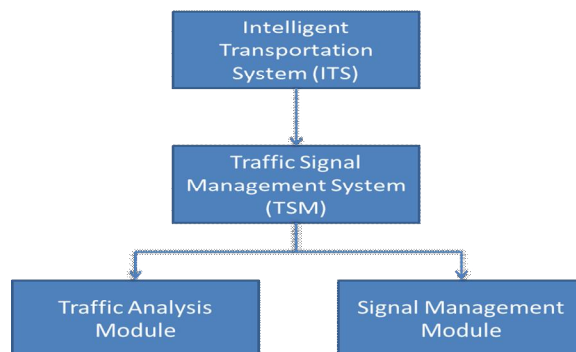 Intelligent
Transportation
System (ITS)
Traffic Signal
Management System
(TSM)
Traffic Analysis
Module
Signal Management
Module